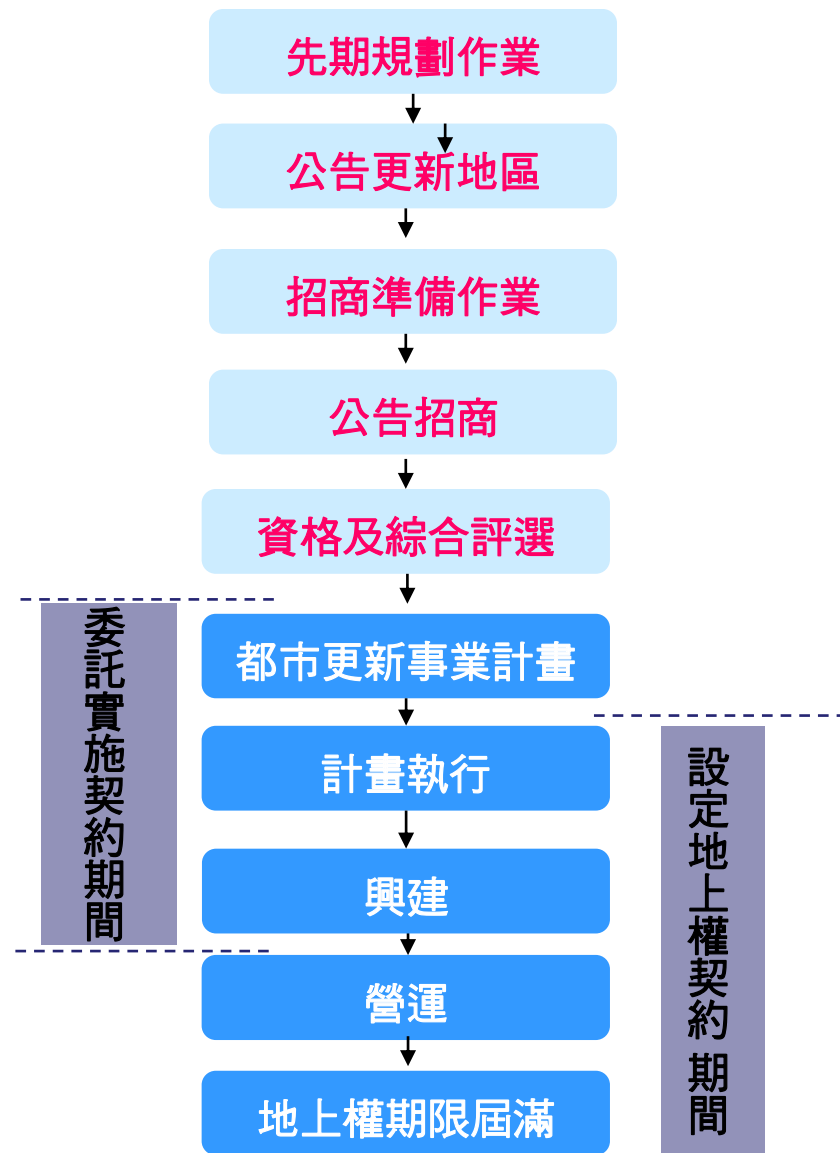 先期規劃作業
公告更新地區
招商準備作業
公告招商
資格及綜合評選
委託實施契約期間
都市更新事業計畫
計畫執行
設定地上權契約 期間
興建
營運
地上權期限屆滿